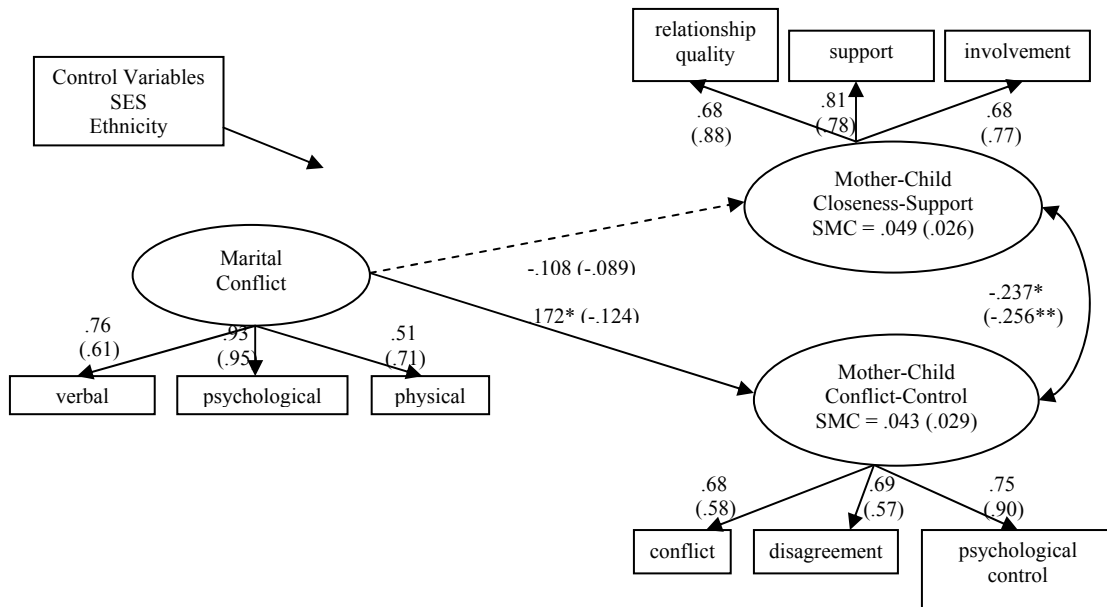 relationship
quality
support
involvement
Control Variables
SES
Ethnicity
.68
(.88)
.81
(.78)
.68
(.77)
Mother-Child
Closeness-Support
SMC = .049 (.026)
Marital
Conflict
-.108 (-.089)
172* (-.124)
-.237*
(-.256**)
.76
(.61)
.93
(.95)
.51
(.71)
verbal
psychological
physical
Mother-Child
Conflict-Control
SMC = .043 (.029)
.68
(.58)
.69
(.57)
.75
(.90)
conflict
disagreement
psychological
control